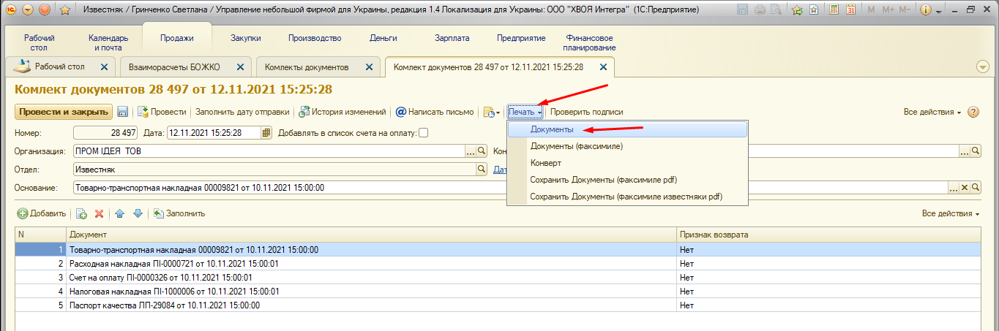 Известняк / Гринченко Светлана / Управление небольшой фирмой для Украины, редакция 1.4 Локализация для Украины: ООО "ХВОЯ Интегра" (1С:Предприятие)
M M+ M-
Рабочий стол
Календарь и почта
Продажи
Закупки
Производство
Деньги
Зарплата
Предприятие
Финансовое планирование
Рабочий стол
Взаиморасчеты БОЖКО
Комлекты документов
Комлект документов 28 497 от 12.11.2021 15:25:28
Комлект документов 28 497 от 12.11.2021 15:25:28
Провести и закрыть Провести Заполнить дату отправки История изменений Написать письмо Печать Проверить подписи Все действия
Номер: 28 497 Дата: 12.11.2021 15:25:28 Добавлять в список счета на оплату:
Документы
Организация: ПРОМ ІДЕЯ ТОВ ... Кон
Документы (факсимиле)
Отдел: Известняк Дат
Конверт
Основание: Товарно-транспортная накладная 00009821 от 10.11.2021 15:00:00 ...
Сохранить Документы (факсимиле pdf)
Сохранить Документы (факсимиле известняки pdf)
Добавить Заполнить Все действия
N Документ Признак возврата
1 Товарно-транспортная накладная 00009821 от 10.11.2021 15:00:00 Нет
2 Расходная накладная ПІ-0000721 от 10.11.2021 15:00:01 Нет
3 Счет на оплату ПІ-0000326 от 10.11.2021 15:00:01 Нет
4 Налоговая накладная ПІ-1000006 от 10.11.2021 15:00:01 Нет
5 Паспорт качества ЛП-29084 от 10.11.2021 15:00:00 Нет